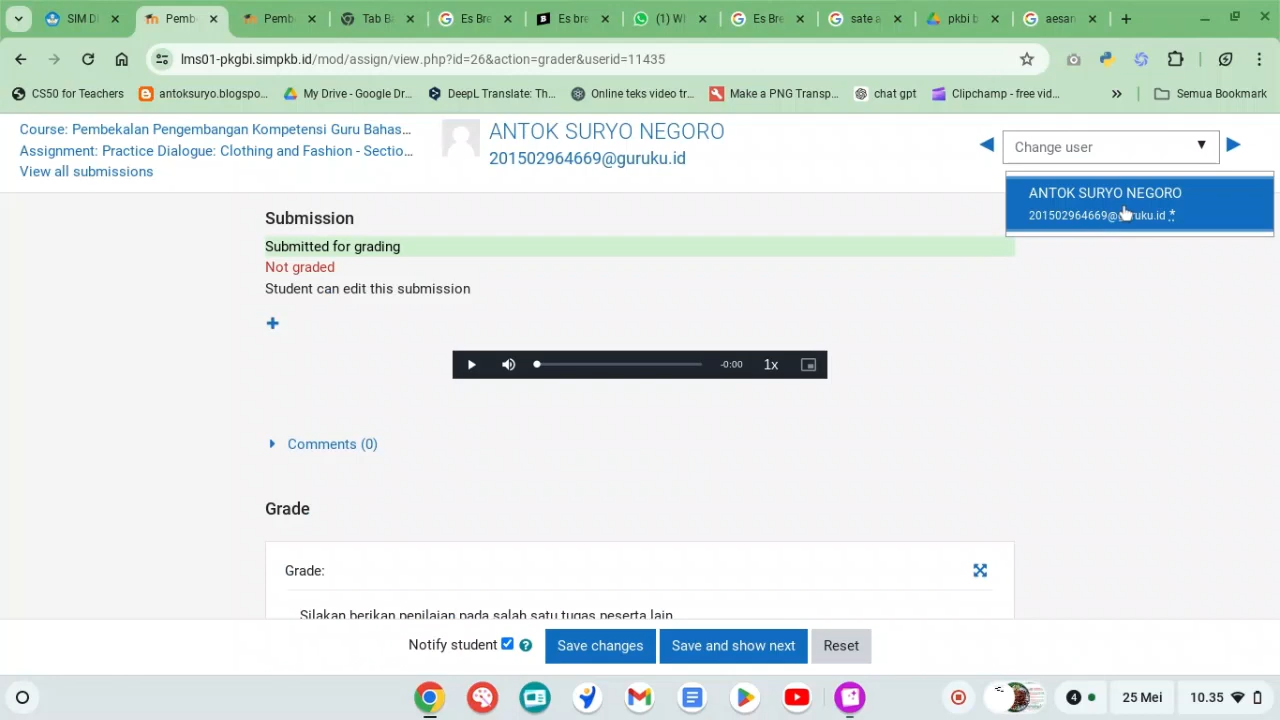 SIM D
Pemb
Pemb
Tab B
Es Bre
Es bre
(1) W
Es Bre
sate a
pkbi b
aesan
lms01-pkgbi.simpkb.id/mod/assign/view.php?id=26&action=grader&userid=11435
CS50 for Teachers
antoksuryo.blogspo...
My Drive - Google Dr...
DeepL Translate: Th...
Online teks video tr...
Make a PNG Transp...
chat gpt
Clipchamp - free vid...
»
Semua Bookmark
Course: Pembekalan Pengembangan Kompetensi Guru Bahas...
Assignment: Practice Dialogue: Clothing and Fashion - Sectio...
View all submissions
ANTOK SURYO NEGORO
201502964669@guruku.id
Change user
ANTOK SURYO NEGORO
201502964669@guruku.id *
Submission
Submitted for grading
Not graded
Student can edit this submission
-0:00
1x
Comments (0)
Grade
Grade:
Silakan berikan penilaian pada salah satu tugas peserta lain
Notify student
Save changes
Save and show next
Reset
4
25 Mei
10.35